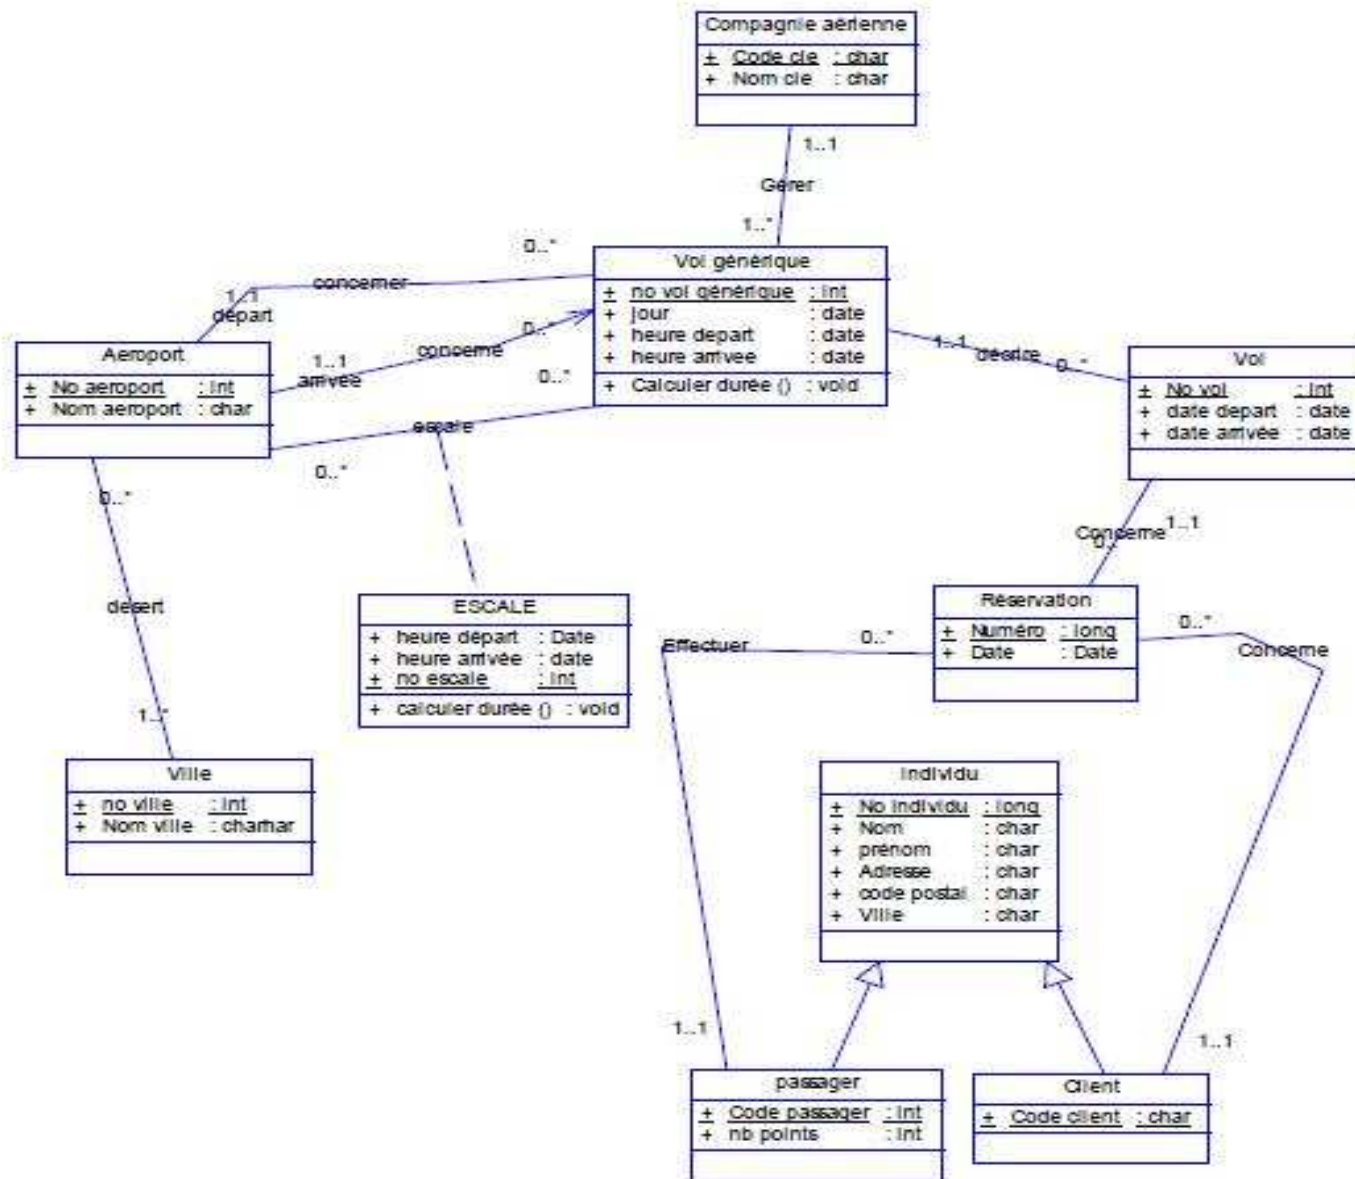 Compagnie aérienne
+ Code cie : char
+ Nom cie : char
1..1
Gérer
1..*
0..*
concerner
1..1
départ
Vol générique
+ no vol générique : int
+ jour : date
+ heure depart : date
+ heure arrivee : date
+ Calculer durée () : void
0..*
concerne
1..1
arrivée
0..*
escale
0..*
1..1
décrire
0..*
Aeroport
+ No aeroport : int
+ Nom aeroport : char
Vol
+ No vol : int
+ date depart : date
+ date arrivée : date
0..*
desert
1..*
1..1
Concerne
0..
ESCALE
+ heure départ : Date
+ heure arrivée : date
+ no escale : int
+ calculer durée () : void
Réservation
+ Numéro : long
+ Date : Date
Effectuer
0..*
0..*
Concerne
Ville
+ no ville : int
+ Nom ville : charhar
individu
+ No individu : long
+ Nom : char
+ prénom : char
+ Adresse : char
+ code postal : char
+ Ville : char
1..1
1..1
passager
+ Code passager : int
+ nb points : int
Client
+ Code client : char